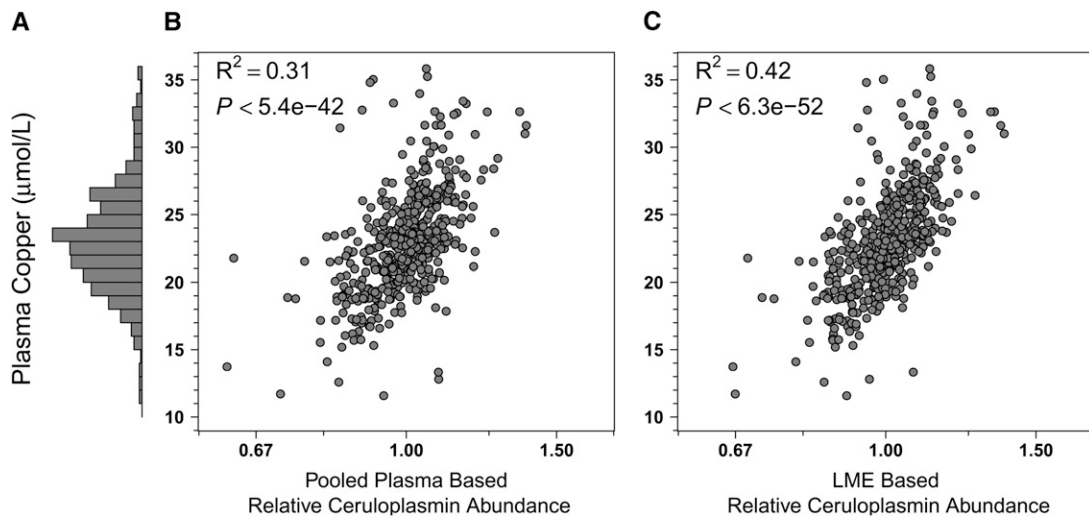 A
B
C
Plasma Copper (μmol/L)
R² = 0.31
P < 5.4e−42
35
30
25
20
15
10
0.67
1.00
1.50
Pooled Plasma Based
Relative Ceruloplasmin Abundance
R² = 0.42
P < 6.3e−52
35
30
25
20
15
10
0.67
1.00
1.50
LME Based
Relative Ceruloplasmin Abundance